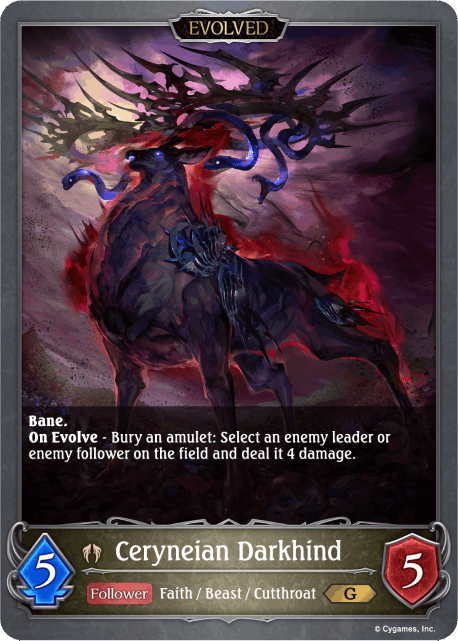 EVOLVED
Bane.
On Evolve - Bury an amulet: Select an enemy leader or
enemy follower on the field and deal it 4 damage.
Ceryneian Darkhind
5
Follower Faith / Beast / Cutthroat G
5
© Cygames, Inc.